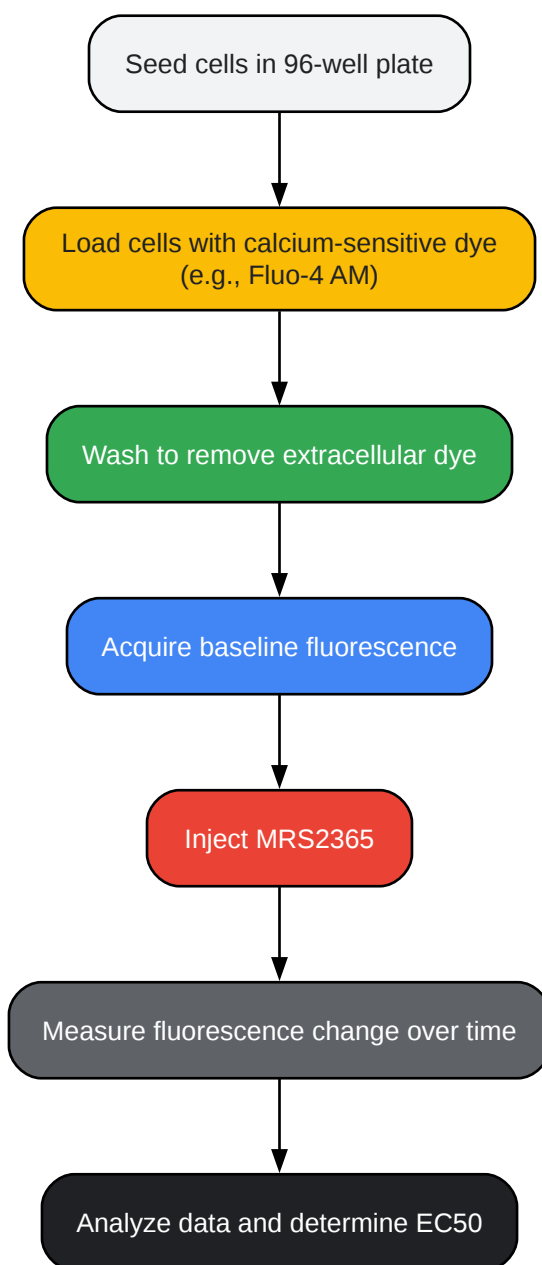 Seed cells in 96-well plate
Load cells with calcium-sensitive dye
(e.g., Fluo-4 AM)
Wash to remove extracellular dye
Acquire baseline fluorescence
Inject MRS2365
Measure fluorescence change over time
Analyze data and determine EC50